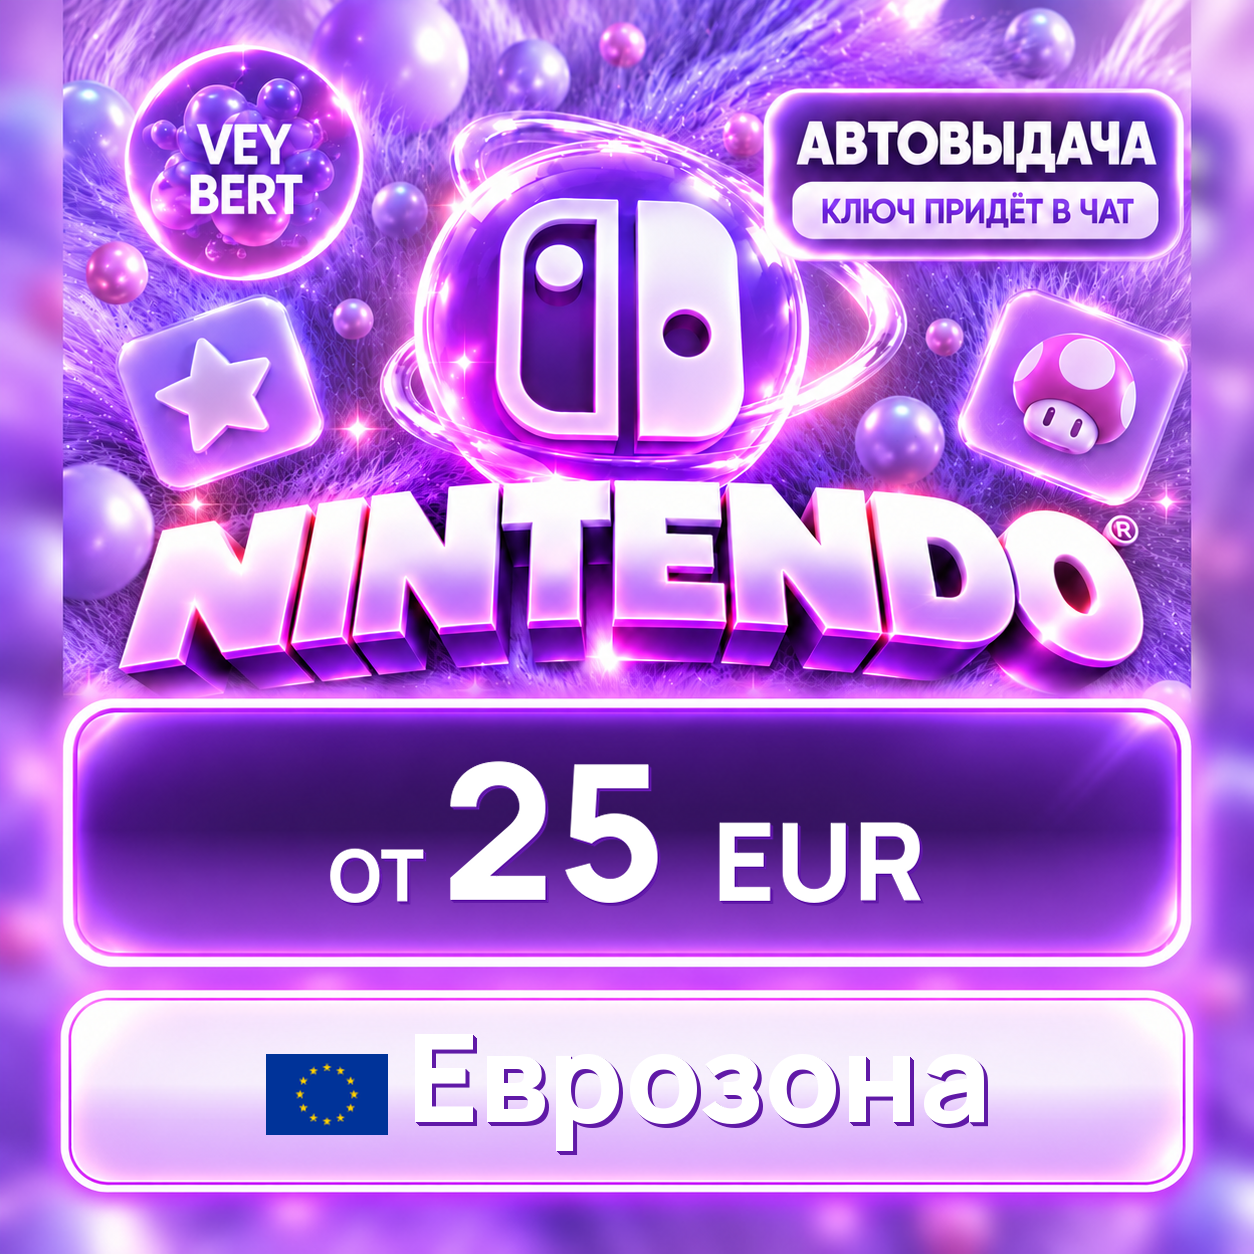 VEY
BERT
АВТОВЫДАЧА
КЛЮЧ ПРИДЁТ В ЧАТ
NINTENDO®
от 25 EUR
Еврозона